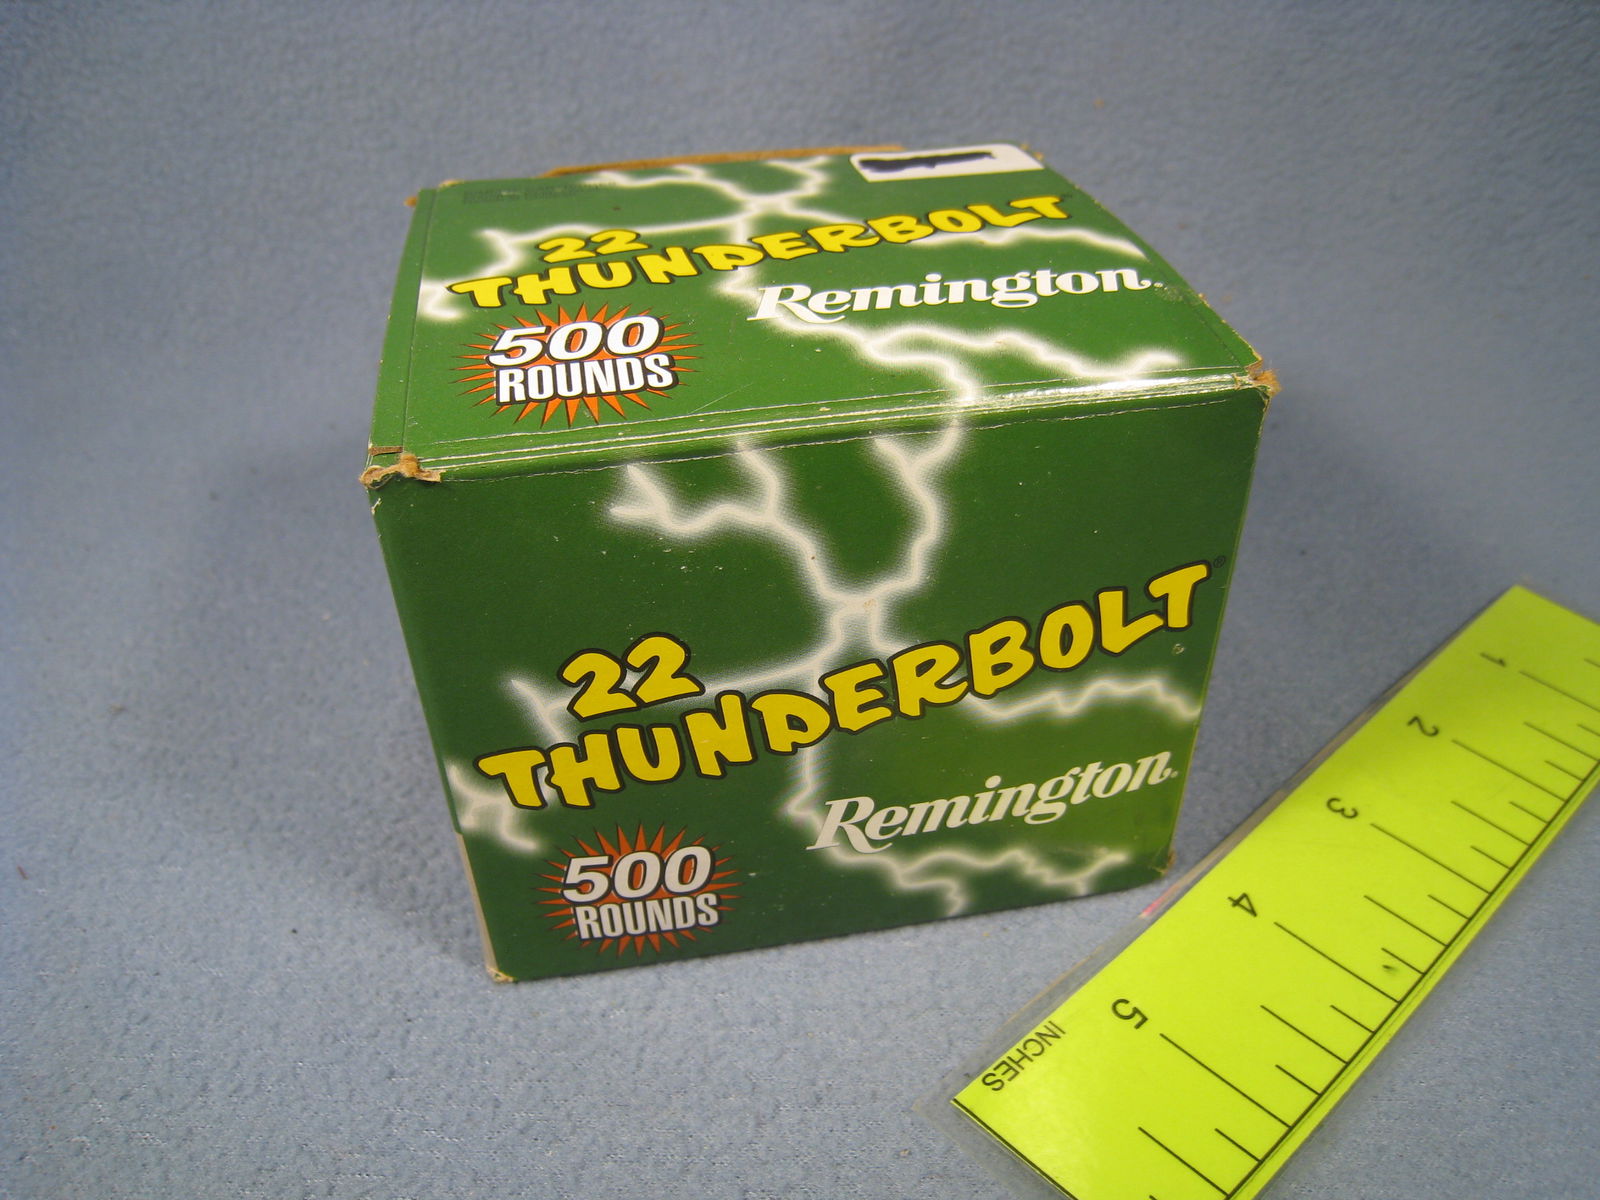 22
THUNDERBOLT
Remington®
500
ROUNDS
22
THUNDERBOLT®
Remington®
500
ROUNDS
1
2
3
4
5
INCHES